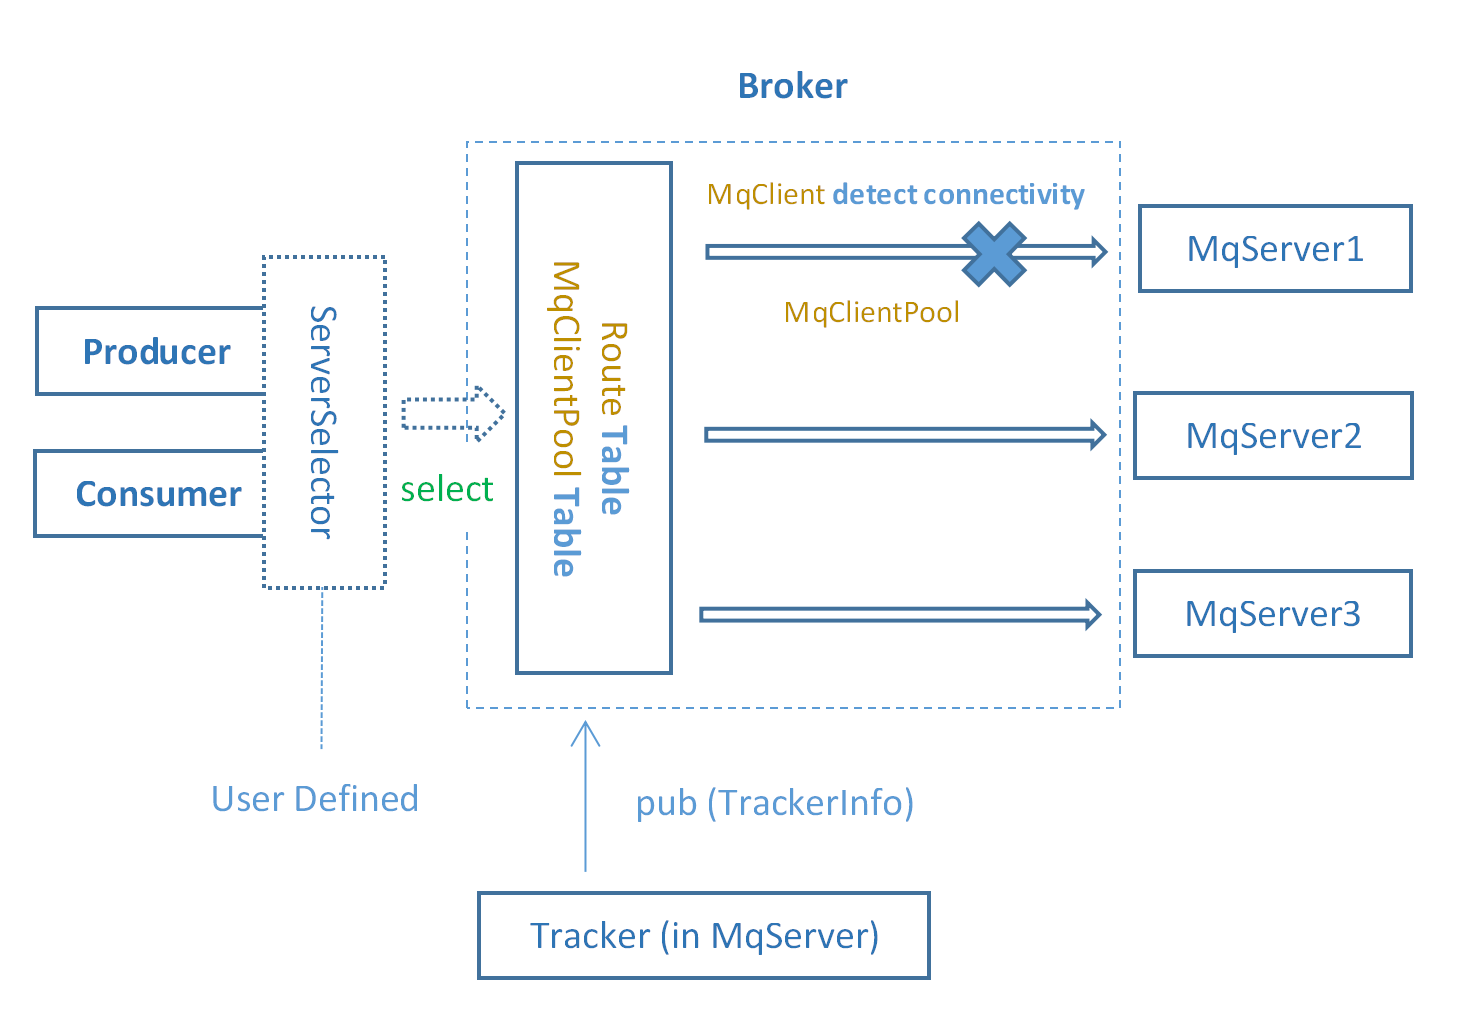 Broker
MqClient detect connectivity
MqServer1
MqClientPool
Producer
ServerSelector
Route Table
MqClientPool Table
MqServer2
Consumer
select
MqServer3
User Defined
pub (TrackerInfo)
Tracker (in MqServer)